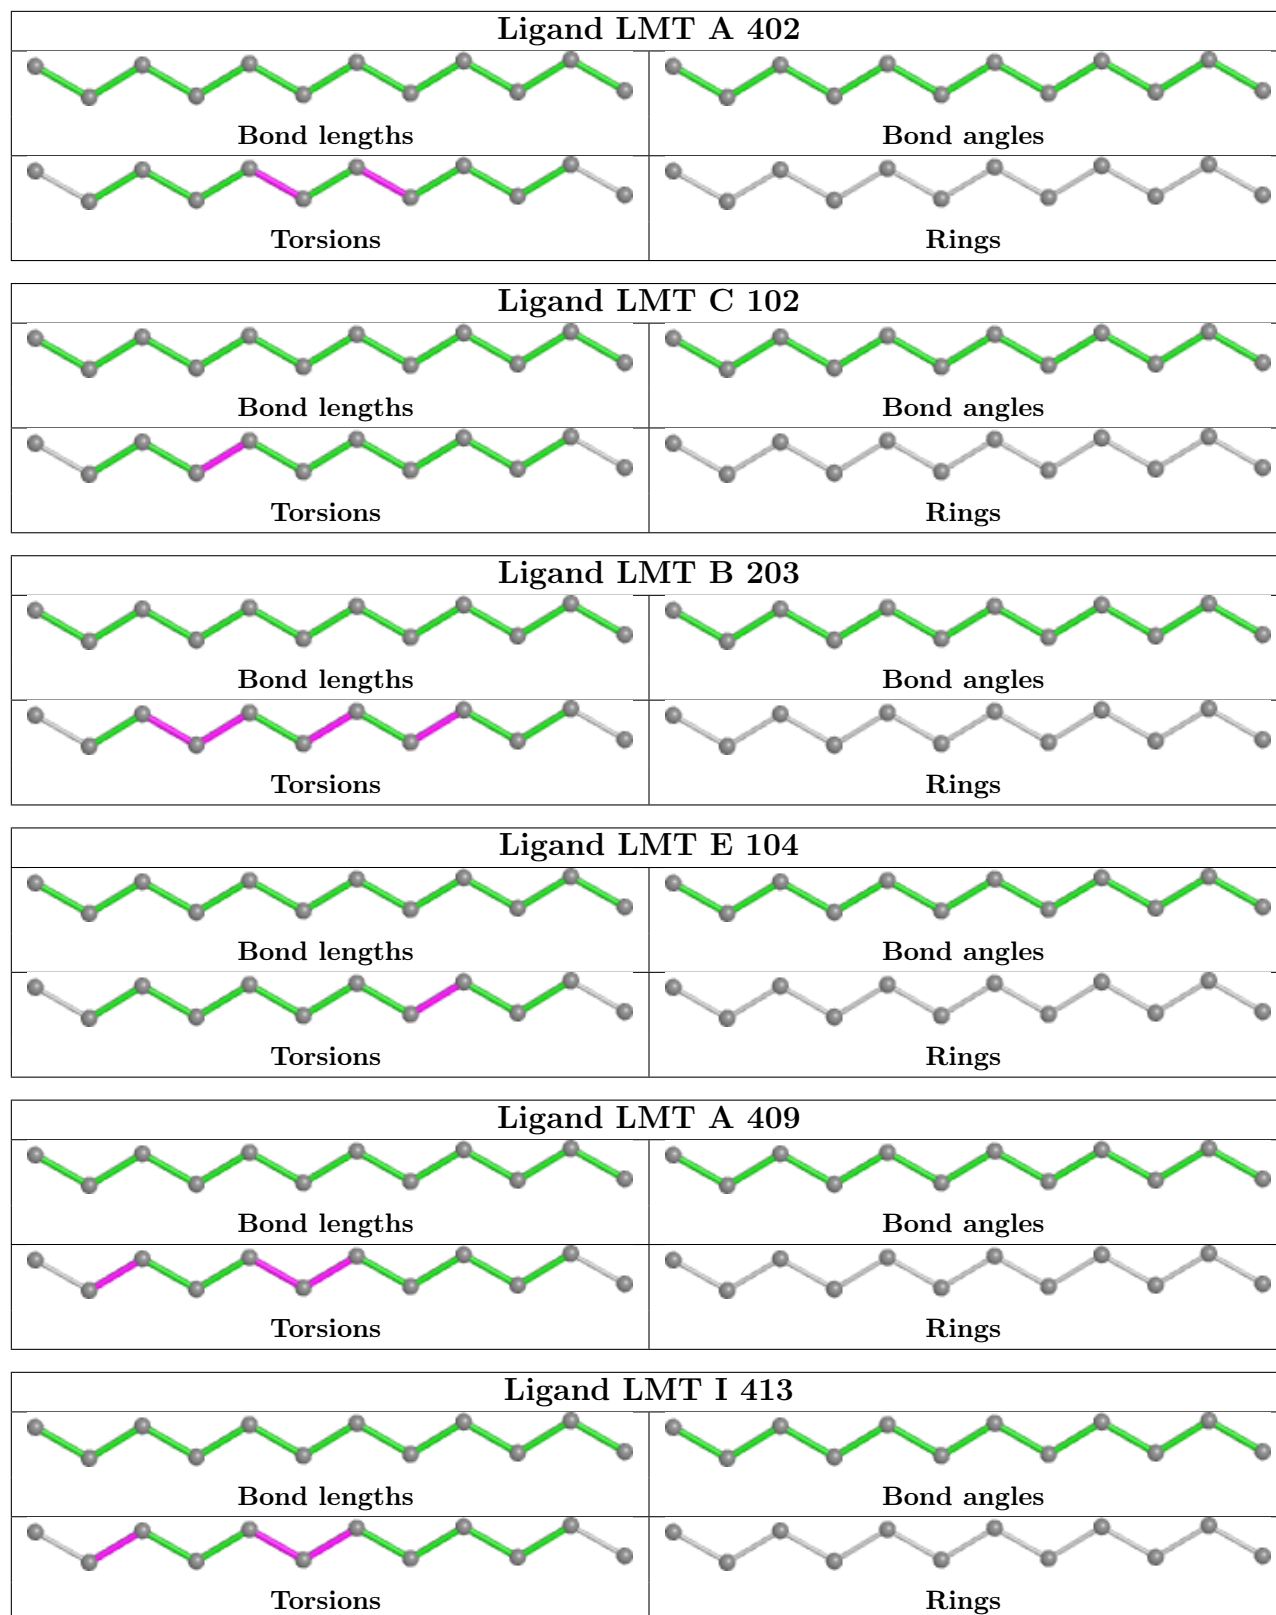 Ligand LMT A 402
Bond lengths Bond angles
Torsions Rings
Ligand LMT C 102
Bond lengths Bond angles
Torsions Rings
Ligand LMT B 203
Bond lengths Bond angles
Torsions Rings
Ligand LMT E 104
Bond lengths Bond angles
Torsions Rings
Ligand LMT A 409
Bond lengths Bond angles
Torsions Rings
Ligand LMT I 413
Bond lengths Bond angles
Torsions Rings